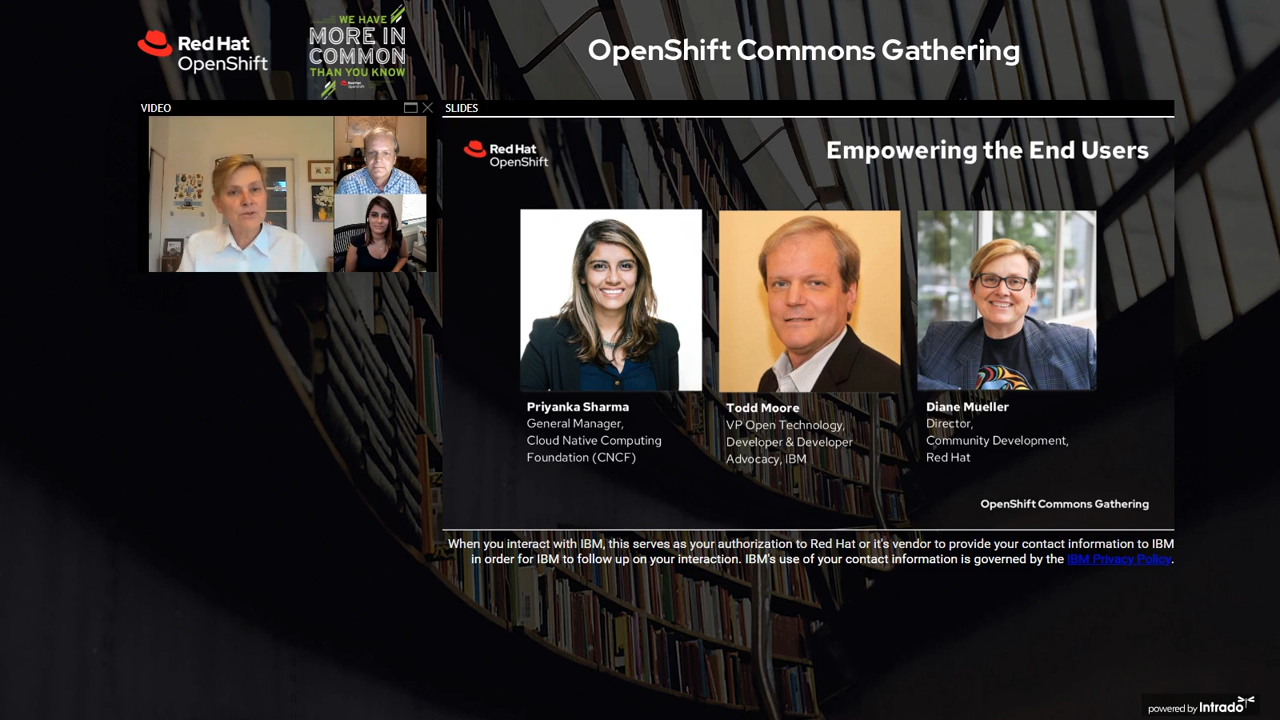 Red Hat
OpenShift
WE HAVE
MORE IN
COMMON
THAN YOU KNOW
OpenShift Commons Gathering
VIDEO
SLIDES
Red Hat
OpenShift
Empowering the End Users
Priyanka Sharma
General Manager,
Cloud Native Computing
Foundation (CNCF)
Todd Moore
VP Open Technology,
Developer & Developer
Advocacy, IBM
Diane Mueller
Director,
Community Development,
Red Hat
OpenShift Commons Gathering
When you interact with IBM, this serves as your authorization to Red Hat or it's vendor to provide your contact information to IBM
in order for IBM to follow up on your interaction. IBM's use of your contact information is governed by the IBM Privacy Policy.
powered by Intrado